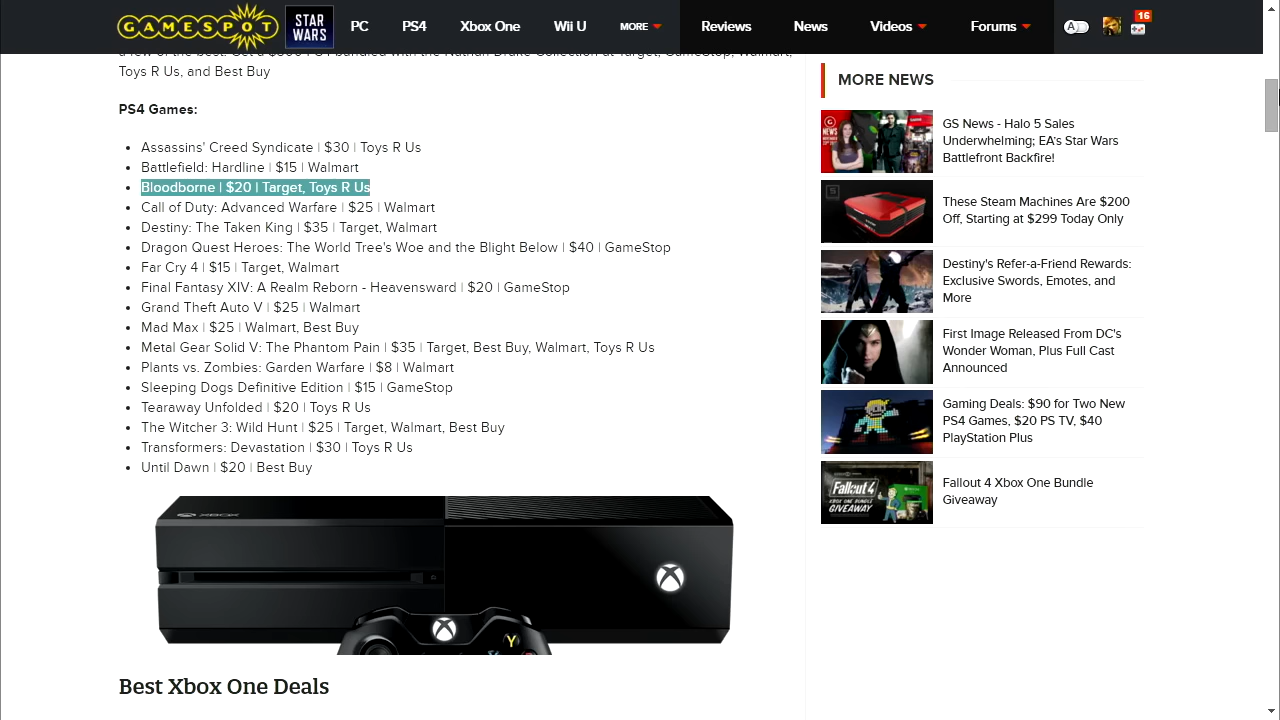 GAMESPOT
STAR WARS
PC
PS4
Xbox One
Wii U
MORE
Reviews
News
Videos
Forums
A
16
Toys R Us, and Best Buy
PS4 Games:
Assassins' Creed Syndicate | $30 | Toys R Us
Battlefield: Hardline | $15 | Walmart
Bloodborne | $20 | Target, Toys R Us
Call of Duty: Advanced Warfare | $25 | Walmart
Destiny: The Taken King | $35 | Target, Walmart
Dragon Quest Heroes: The World Tree's Woe and the Blight Below | $40 | GameStop
Far Cry 4 | $15 | Target, Walmart
Final Fantasy XIV: A Realm Reborn - Heavensward | $20 | GameStop
Grand Theft Auto V | $25 | Walmart
Mad Max | $25 | Walmart, Best Buy
Metal Gear Solid V: The Phantom Pain | $35 | Target, Best Buy, Walmart, Toys R Us
Plants vs. Zombies: Garden Warfare | $8 | Walmart
Sleeping Dogs Definitive Edition | $15 | GameStop
Tearaway Unfolded | $20 | Toys R Us
The Witcher 3: Wild Hunt | $25 | Target, Walmart, Best Buy
Transformers: Devastation | $30 | Toys R Us
Until Dawn | $20 | Best Buy
XBOX
Y
Best Xbox One Deals
MORE NEWS
GS News - Halo 5 Sales
Underwhelming; EA's Star Wars
Battlefront Backfire!
These Steam Machines Are $200
Off, Starting at $299 Today Only
Destiny's Refer-a-Friend Rewards:
Exclusive Swords, Emotes, and
More
First Image Released From DC's
Wonder Woman, Plus Full Cast
Announced
Gaming Deals: $90 for Two New
PS4 Games, $20 PS TV, $40
PlayStation Plus
Fallout 4
GIVEAWAY
Fallout 4 Xbox One Bundle
Giveaway